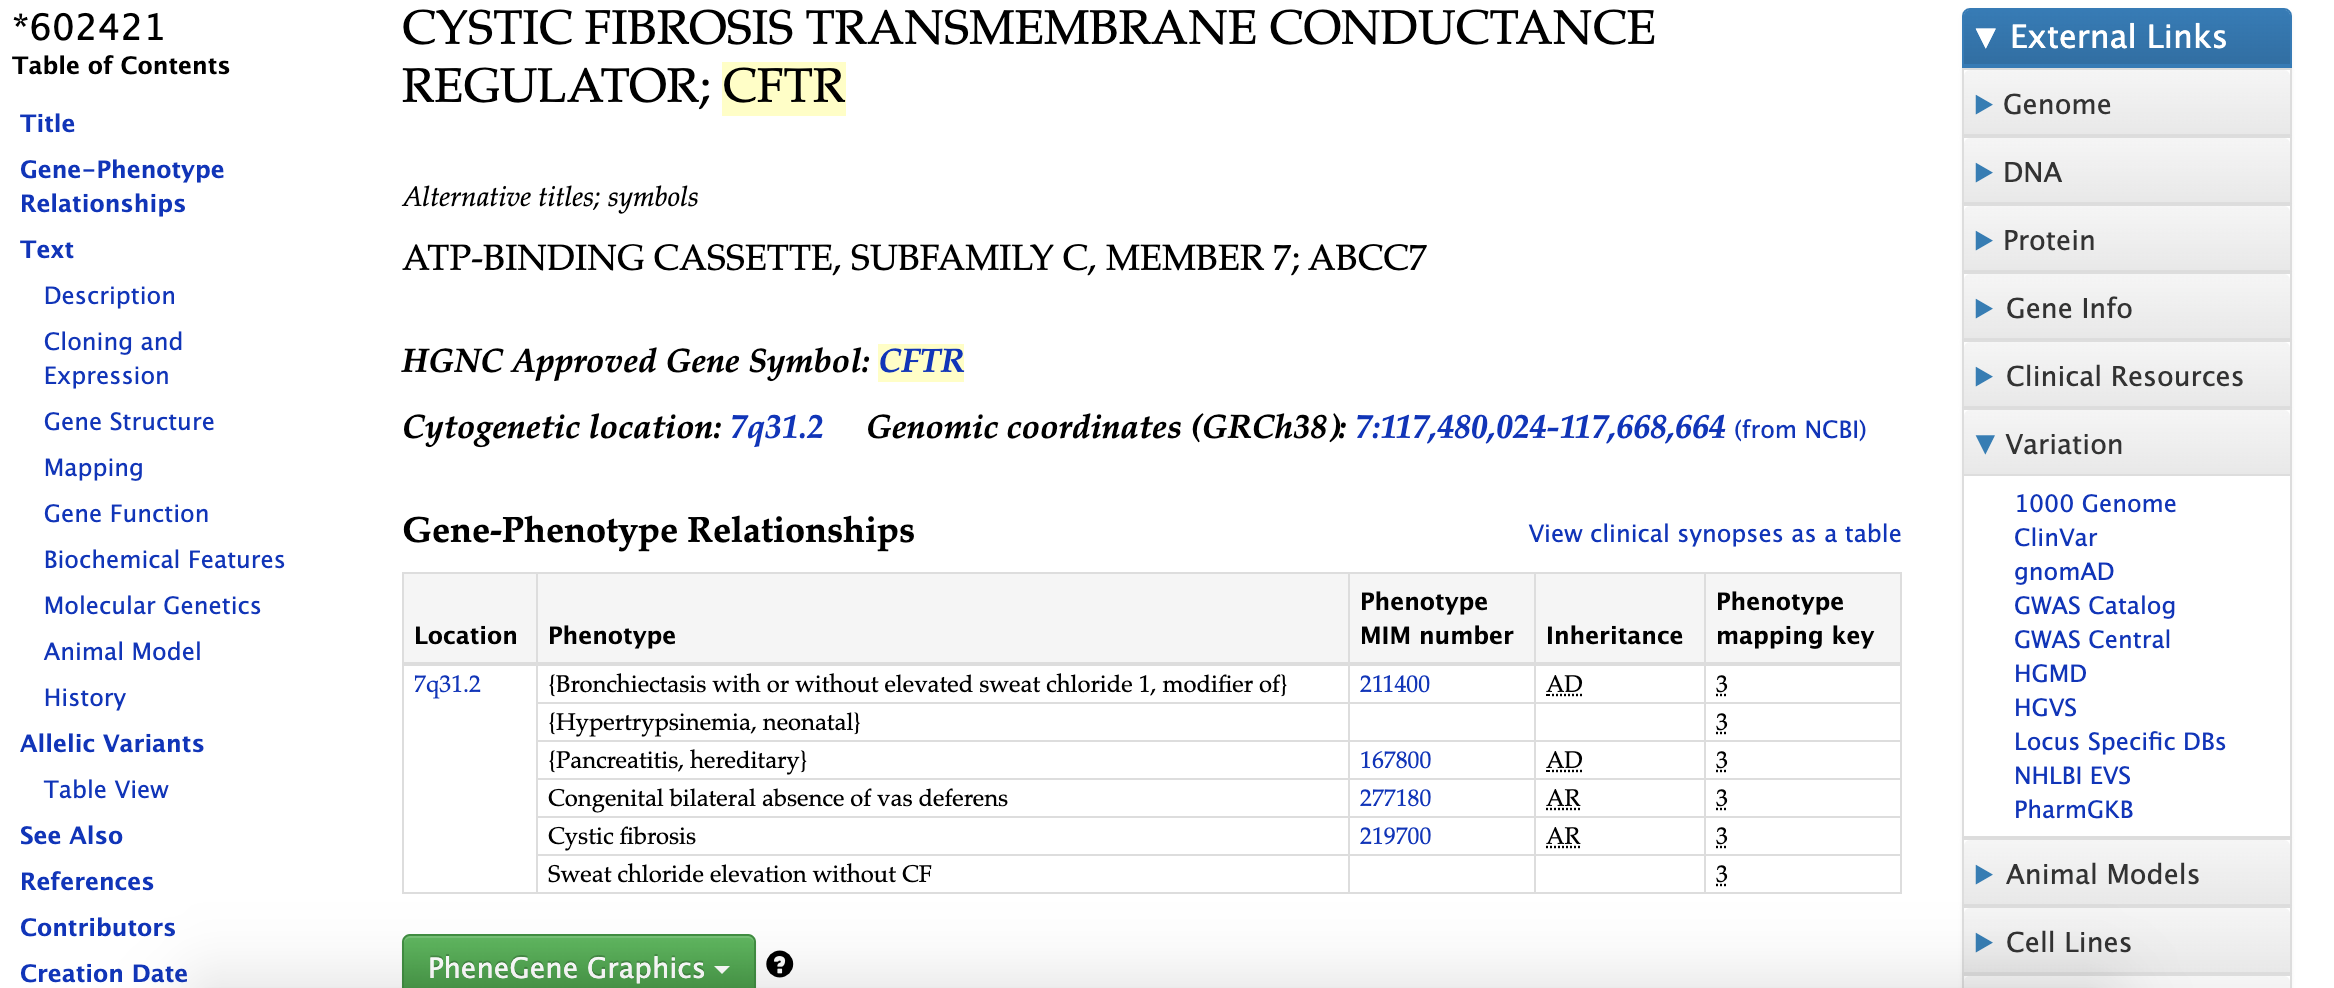 *602421
Table of Contents
Title
Gene-Phenotype
Relationships
Text
Description
Cloning and
Expression
Gene Structure
Mapping
Gene Function
Biochemical Features
Molecular Genetics
Animal Model
History
Allelic Variants
Table View
See Also
References
Contributors
Creation Date
CYSTIC FIBROSIS TRANSMEMBRANE CONDUCTANCE
REGULATOR; CFTR
Alternative titles; symbols
ATP-BINDING CASSETTE, SUBFAMILY C, MEMBER 7; ABCC7
HGNC Approved Gene Symbol: CFTR
Cytogenetic location: 7q31.2 Genomic coordinates (GRCh38): 7:117,480,024-117,668,664 (from NCBI)
Gene-Phenotype Relationships View clinical synopses as a table
Location Phenotype Phenotype MIM number Inheritance Phenotype mapping key
7q31.2 {Bronchiectasis with or without elevated sweat chloride 1, modifier of} 211400 AD 3
{Hypertrypsinemia, neonatal} 3
{Pancreatitis, hereditary} 167800 AD 3
Congenital bilateral absence of vas deferens 277180 AR 3
Cystic fibrosis 219700 AR 3
Sweat chloride elevation without CF 3
PheneGene Graphics ?
External Links
Genome
DNA
Protein
Gene Info
Clinical Resources
Variation
1000 Genome
ClinVar
gnomAD
GWAS Catalog
GWAS Central
HGMD
HGVS
Locus Specific DBs
NHLBI EVS
PharmGKB
Animal Models
Cell Lines